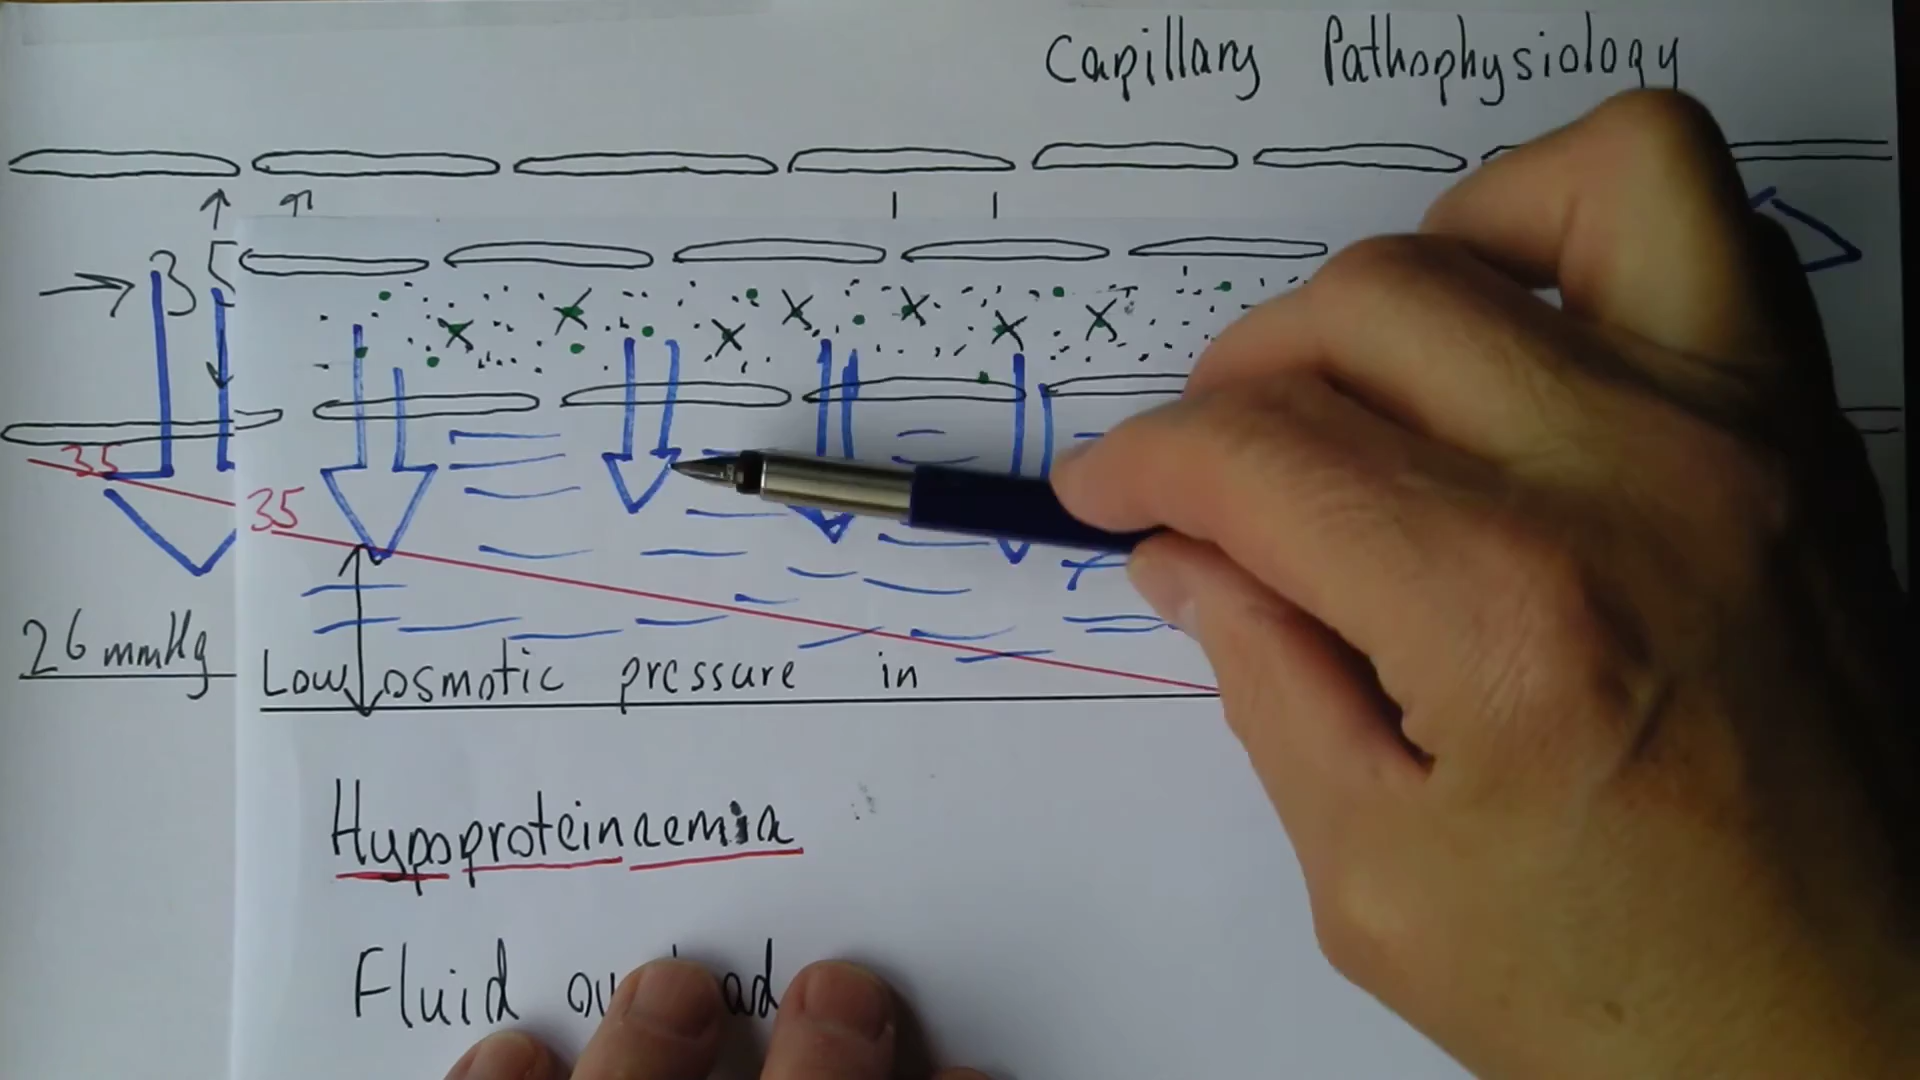 Capillary Pathophysiology
35
35
35
26 mmHg
Low osmotic pressure in
Hypoproteinaemia
Fluid